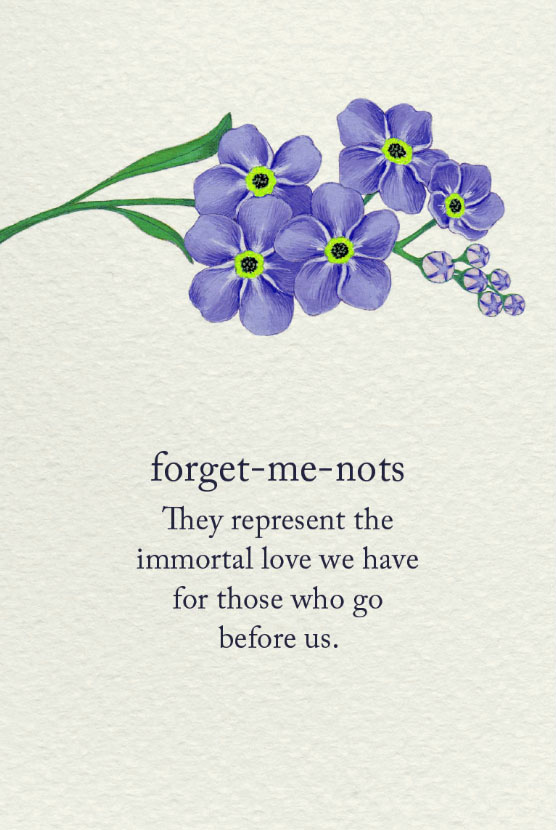 forget-me-nots
They represent the
immortal love we have
for those who go
before us.